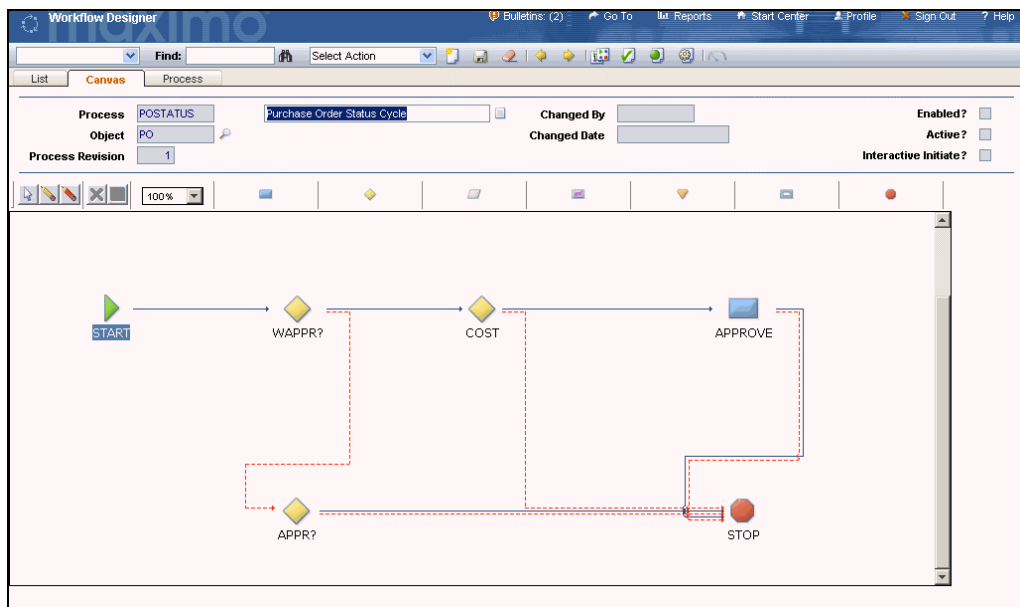 Workflow Designer
maximo
Bulletins: (2) Go To Reports Start Center Profile Sign Out ? Help
Find: Select Action
List Canvas Process
Process POSTATUS Purchase Order Status Cycle Changed By Enabled?
Object PO Changed Date Active?
Process Revision 1 Interactive Initiate?
100%
START WAPPR? COST APPROVE
APPR? STOP